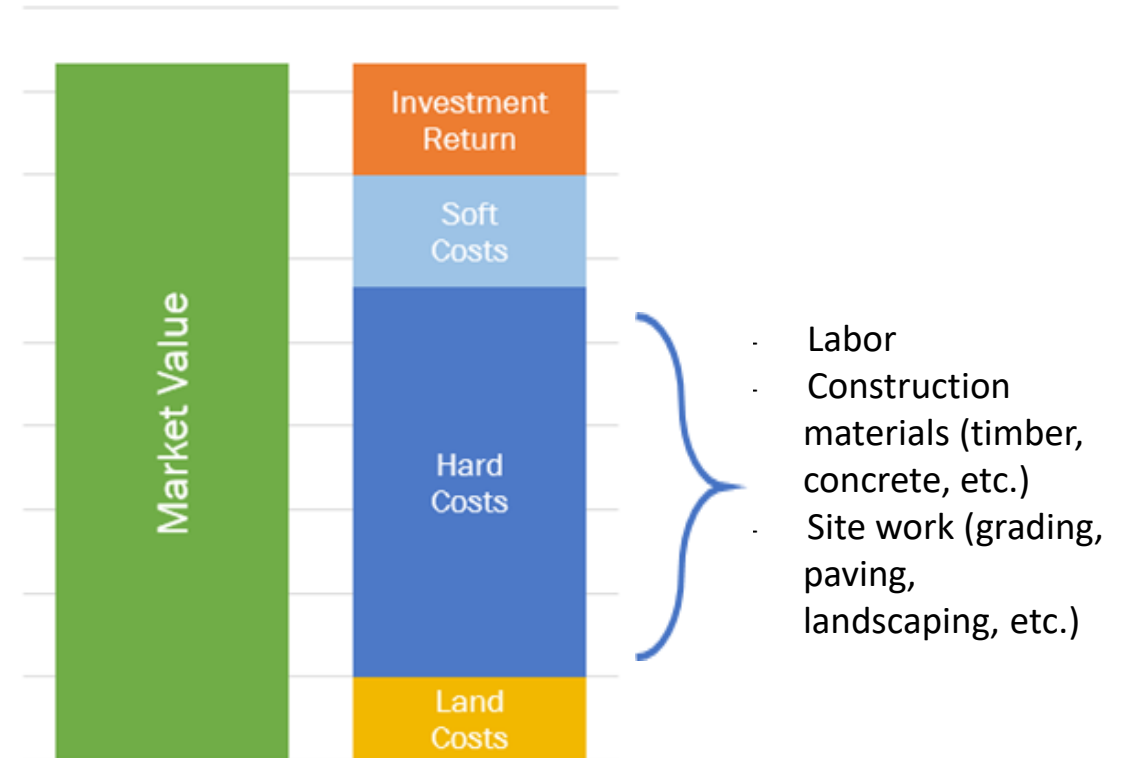 Market Value
Investment
Return
Soft
Costs
Hard
Costs
Land
Costs
- Labor
- Construction
materials (timber,
concrete, etc.)
- Site work (grading,
paving,
landscaping, etc.)